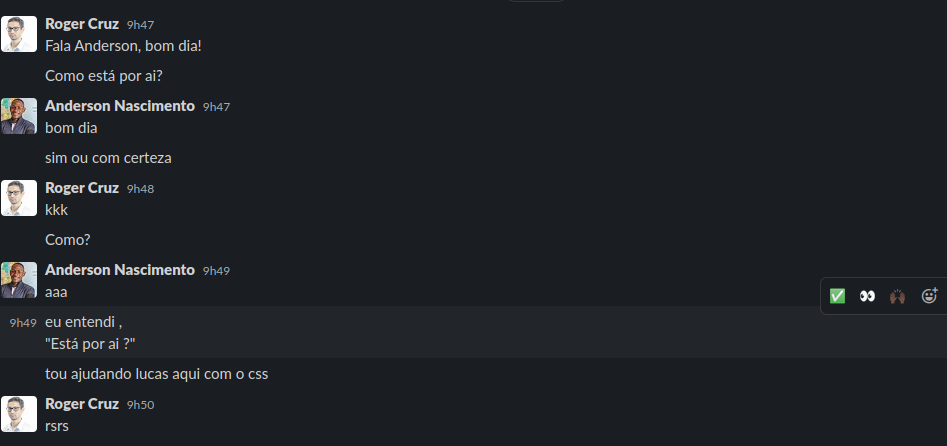 Roger Cruz 9h47
Fala Anderson, bom dia!
Como está por ai?
Anderson Nascimento 9h47
bom dia
sim ou com certeza
Roger Cruz 9h48
kkk
Como?
Anderson Nascimento 9h49
aaa
9h49 eu entendi ,
"Está por ai ?"
tou ajudando lucas aqui com o css
Roger Cruz 9h50
rsrs